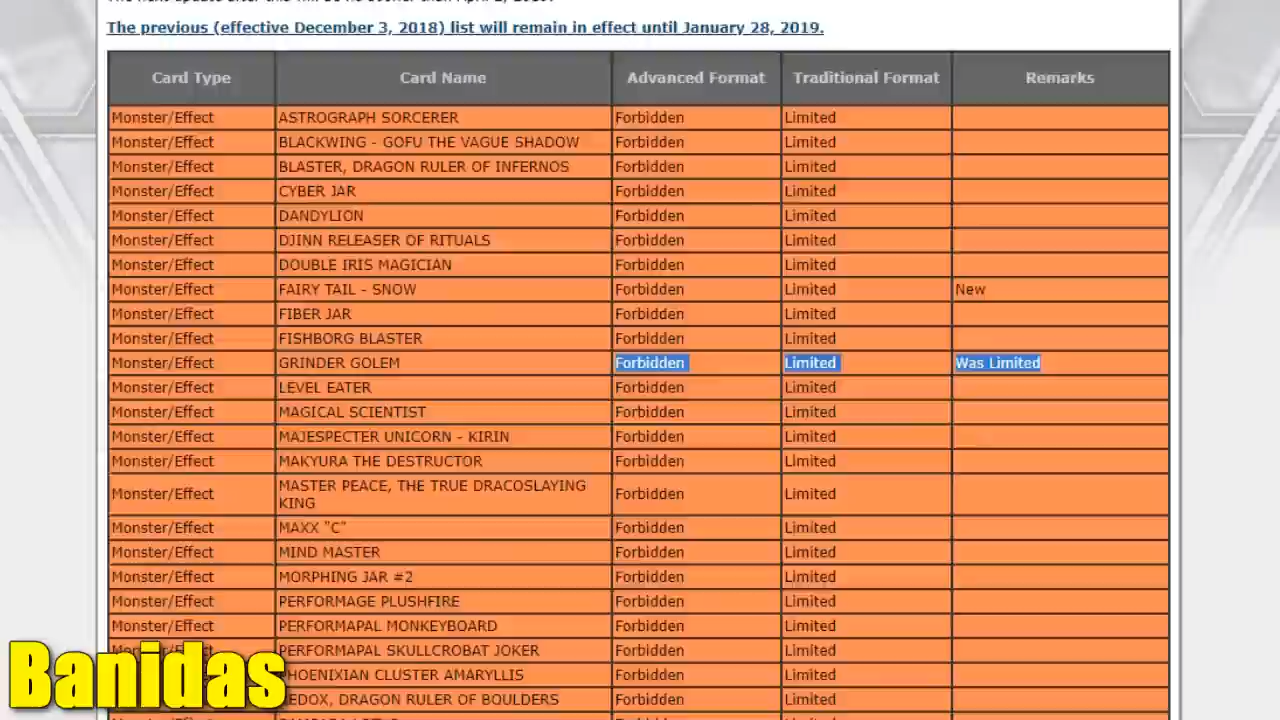 The previous (effective December 3, 2018) list will remain in effect until January 28, 2019.
Card Type Card Name Advanced Format Traditional Format Remarks
Monster/Effect ASTROGRAPH SORCERER Forbidden Limited
Monster/Effect BLACKWING - GOFU THE VAGUE SHADOW Forbidden Limited
Monster/Effect BLASTER, DRAGON RULER OF INFERNOS Forbidden Limited
Monster/Effect CYBER JAR Forbidden Limited
Monster/Effect DANDYLION Forbidden Limited
Monster/Effect DJINN RELEASER OF RITUALS Forbidden Limited
Monster/Effect DOUBLE IRIS MAGICIAN Forbidden Limited
Monster/Effect FAIRY TAIL - SNOW Forbidden Limited New
Monster/Effect FIBER JAR Forbidden Limited
Monster/Effect FISHBORG BLASTER Forbidden Limited
Monster/Effect GRINDER GOLEM Forbidden Limited Was Limited
Monster/Effect LEVEL EATER Forbidden Limited
Monster/Effect MAGICAL SCIENTIST Forbidden Limited
Monster/Effect MAJESPECTER UNICORN - KIRIN Forbidden Limited
Monster/Effect MAKYURA THE DESTRUCTOR Forbidden Limited
Monster/Effect MASTER PEACE, THE TRUE DRACOSLAYING
KING Forbidden Limited
Monster/Effect MAXX "C" Forbidden Limited
Monster/Effect MIND MASTER Forbidden Limited
Monster/Effect MORPHING JAR #2 Forbidden Limited
Monster/Effect PERFORMAGE PLUSHFIRE Forbidden Limited
Monster/Effect PERFORMAPAL MONKEYBOARD Forbidden Limited
PERFORMAPAL SKULLCROBAT JOKER Forbidden Limited
CLUSTER AMARYLLIS Forbidden Limited
DRAGON RULER OF BOULDERS Forbidden Limited
Banidas